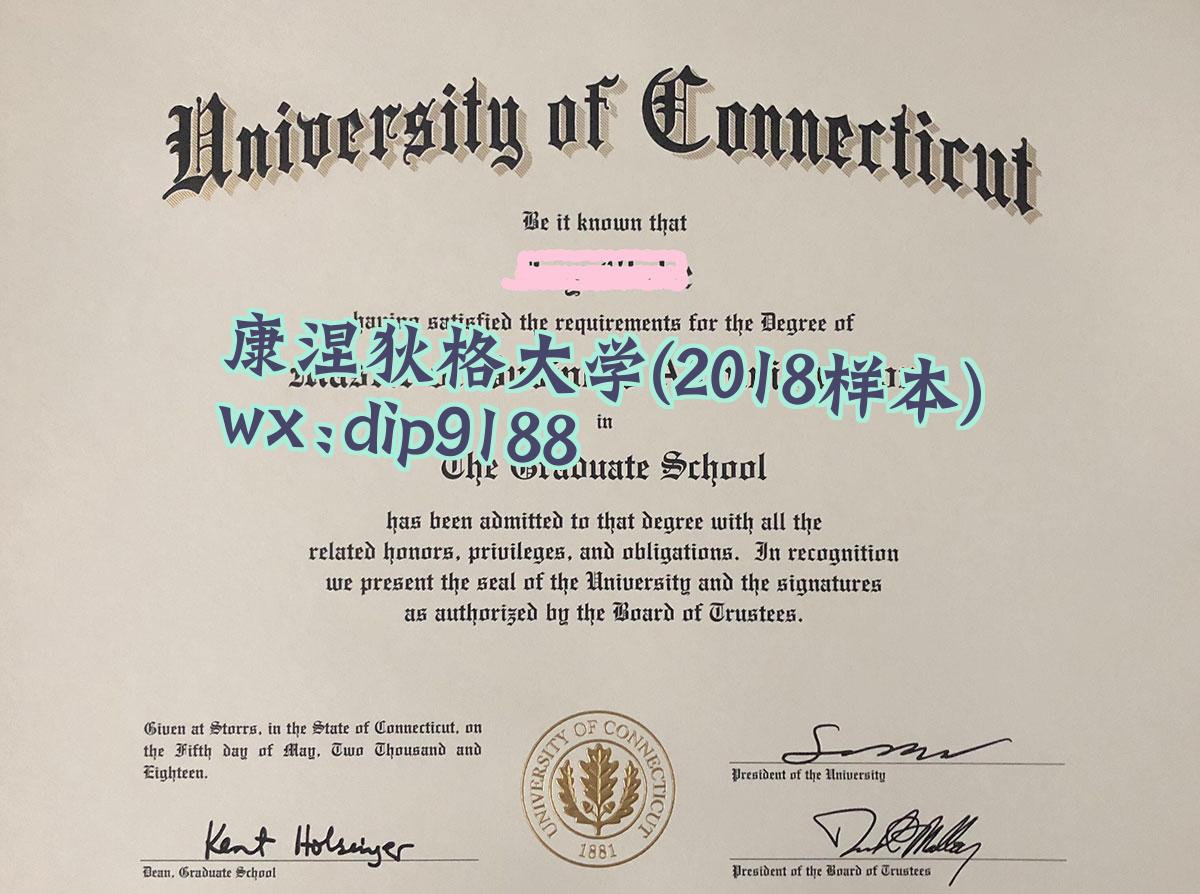 University of Connecticut
Be it known that
having satisfied the requirements for the Degree of
康涅狄格大学(2018样本)
wx:dip9188
in
The Graduate School
has been admitted to that degree with all the
related honors, privileges, and obligations. In recognition
we present the seal of the University and the signatures
as authorized by the Board of Trustees.
Given at Storrs, in the State of Connecticut, on
the Fifth day of May, Two Thousand and
Eighteen.
UNIVERSITY OF CONNECTICUT
1881
President of the University
Kent Holsinger
Dean, Graduate School
President of the Board of Trustees